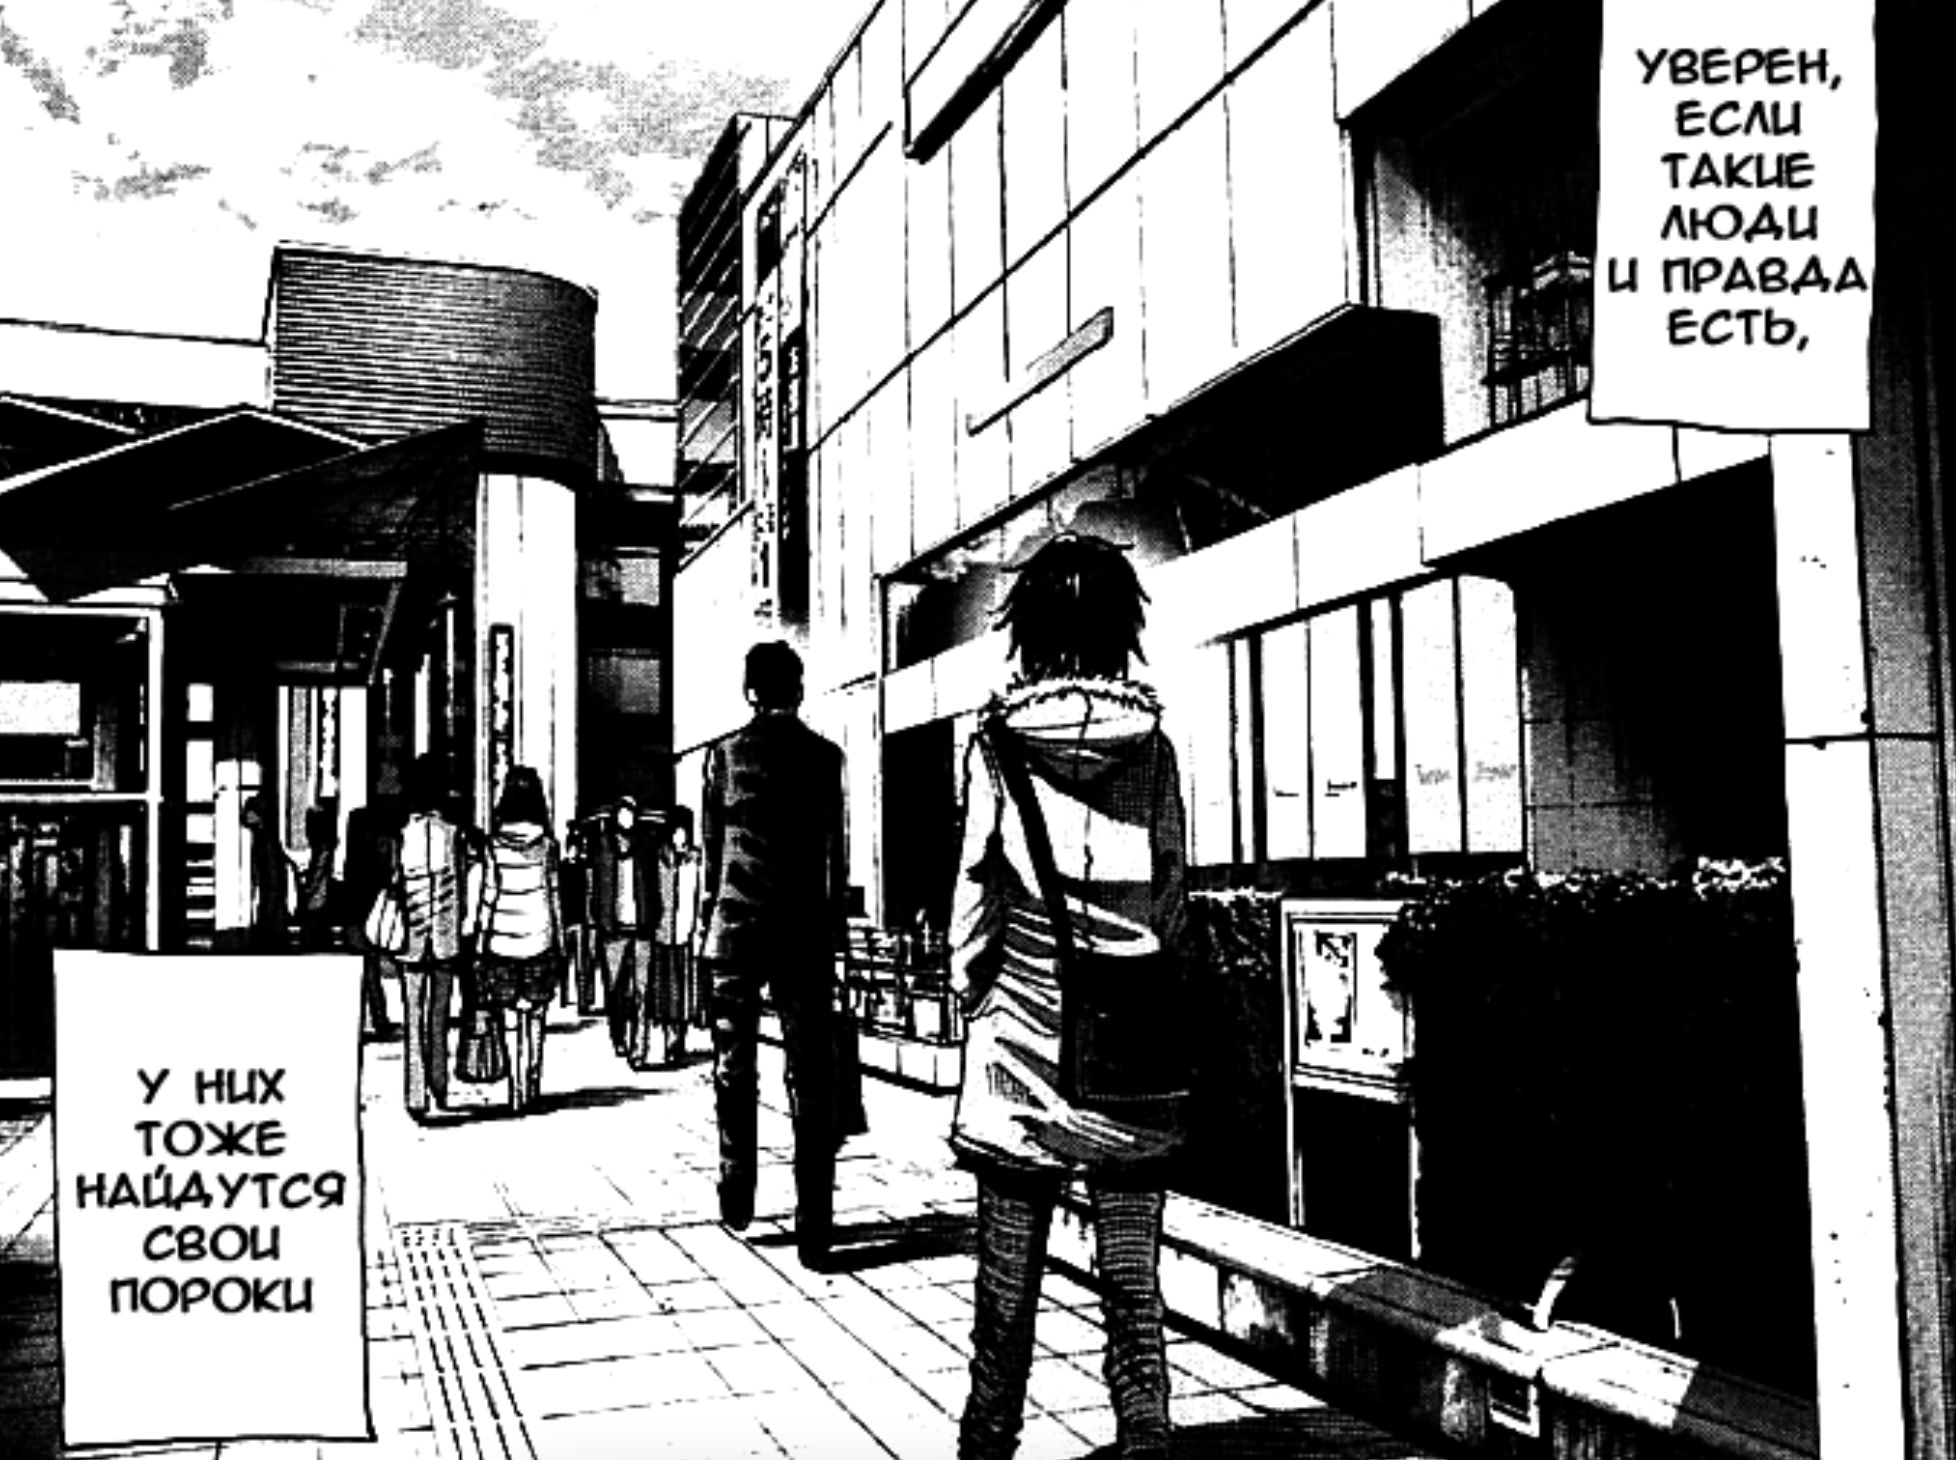 УВЕРЕН,
ЕСЛИ
ТАКИЕ
ЛЮДИ
И ПРАВДА
ЕСТЬ,
У НИХ
ТОЖЕ
НАЙДУТСЯ
СВОИ
ПОРОКИ